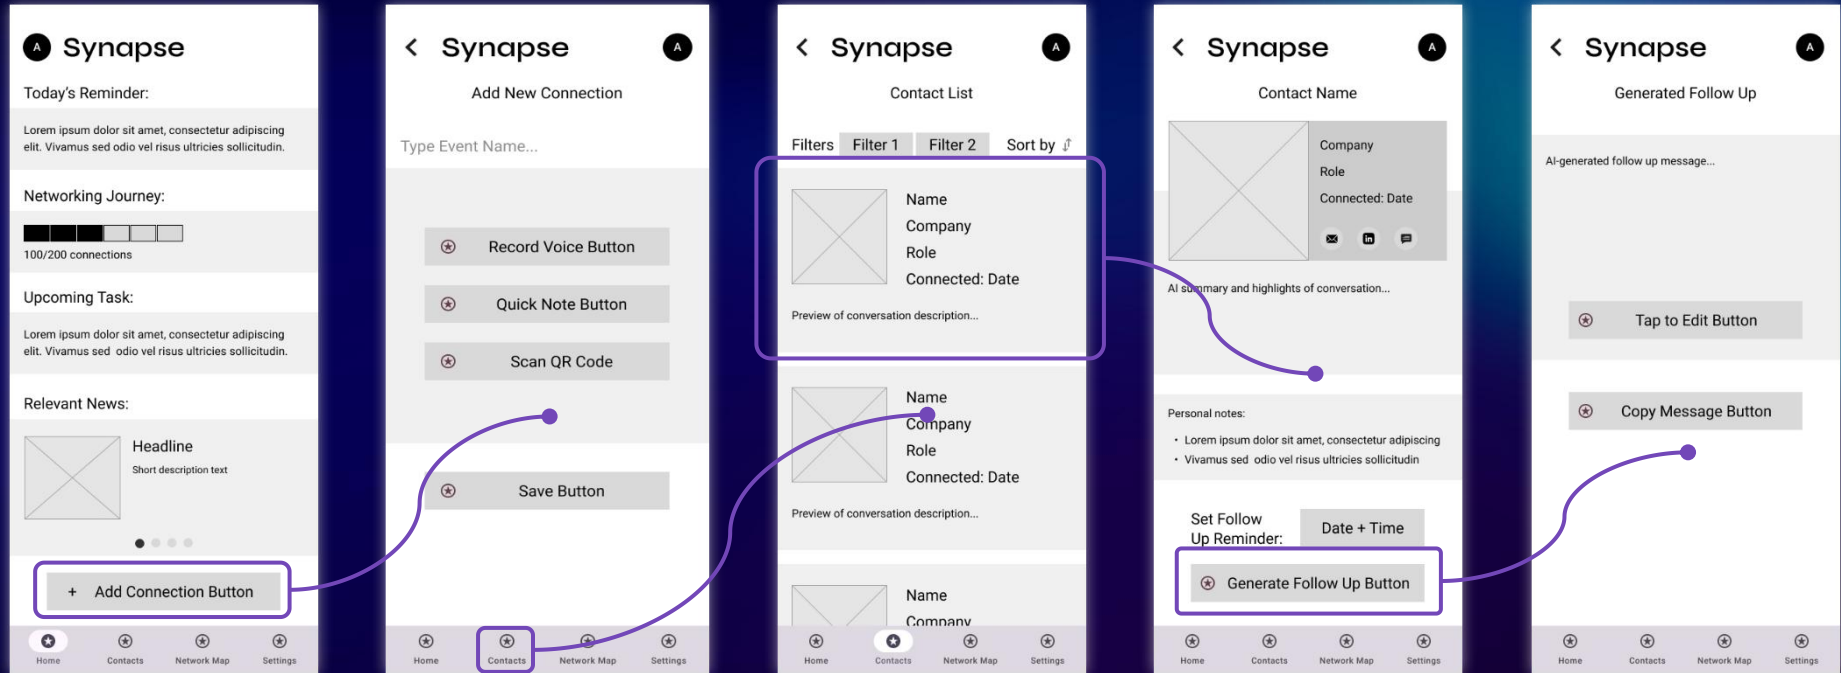 A
Synapse
Today's Reminder:
Lorem ipsum dolor sit amet, consectetur adipiscing
elit. Vivamus sed odio vel risus ultricies sollicitudin.
Networking Journey:
100/200 connections
Upcoming Task:
Lorem ipsum dolor sit amet, consectetur adipiscing
elit. Vivamus sed odio vel risus ultricies sollicitudin.
Relevant News:
Headline
Short description text
+ Add Connection Button
Home Contacts Network Map Settings
< Synapse A
Add New Connection
Type Event Name...
Record Voice Button
Quick Note Button
Scan QR Code
Save Button
Home Contacts Network Map Settings
< Synapse A
Contact List
Filters Filter 1 Filter 2 Sort by
Name
Company
Role
Connected: Date
Preview of conversation description...
Name
Company
Role
Connected: Date
Preview of conversation description...
Name
Company
Home Contacts Network Map Settings
< Synapse A
Contact Name
Company
Role
Connected: Date
in
AI summary and highlights of conversation...
Personal notes:
• Lorem ipsum dolor sit amet, consectetur adipiscing
• Vivamus sed odio vel risus ultricies sollicitudin
Set Follow
Up Reminder:
Date + Time
Generate Follow Up Button
Home Contacts Network Map Settings
< Synapse A
Generated Follow Up
AI-generated follow up message...
Tap to Edit Button
Copy Message Button
Home Contacts Network Map Settings